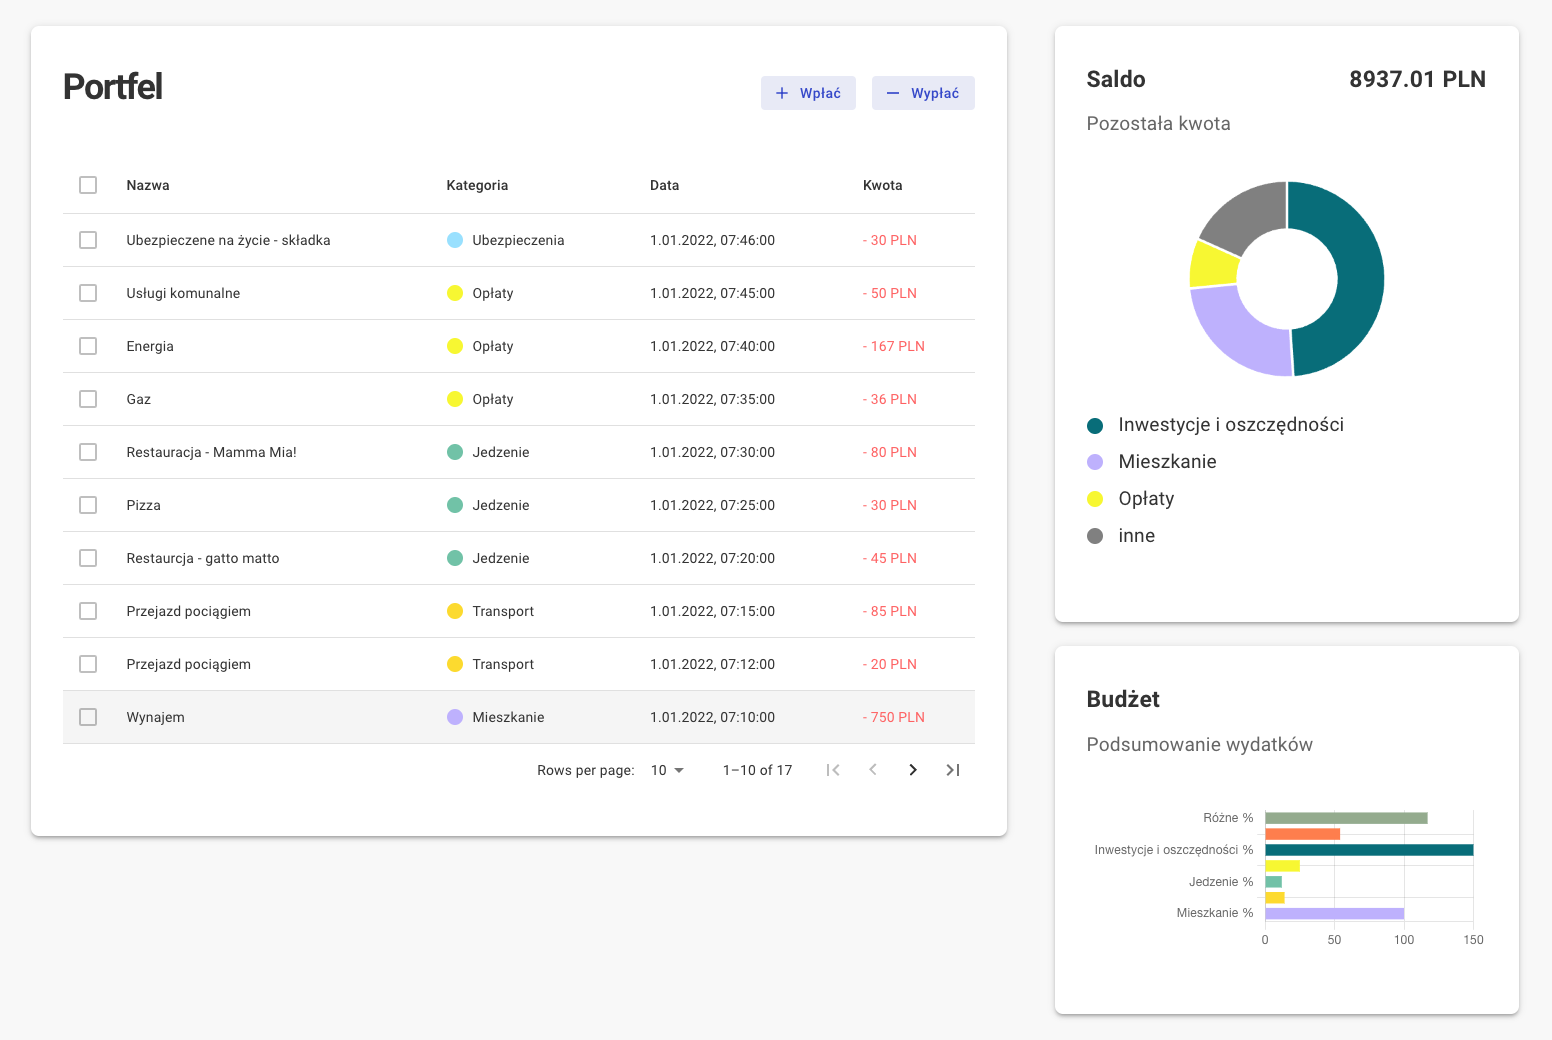 Portfel
+ Wpłać
— Wypłać
Nazwa Kategoria Data Kwota
Ubezpieczene na życie - składka Ubezpieczenia 1.01.2022, 07:46:00 - 30 PLN
Usługi komunalne Opłaty 1.01.2022, 07:45:00 - 50 PLN
Energia Opłaty 1.01.2022, 07:40:00 - 167 PLN
Gaz Opłaty 1.01.2022, 07:35:00 - 36 PLN
Restauracja - Mamma Mia! Jedzenie 1.01.2022, 07:30:00 - 80 PLN
Pizza Jedzenie 1.01.2022, 07:25:00 - 30 PLN
Restaurcja - gatto matto Jedzenie 1.01.2022, 07:20:00 - 45 PLN
Przejazd pociągiem Transport 1.01.2022, 07:15:00 - 85 PLN
Przejazd pociągiem Transport 1.01.2022, 07:12:00 - 20 PLN
Wynajem Mieszkanie 1.01.2022, 07:10:00 - 750 PLN
Rows per page: 10 1–10 of 17
Saldo 8937.01 PLN
Pozostała kwota
Inwestycje i oszczędności
Mieszkanie
Opłaty
inne
Budżet
Podsumowanie wydatków
Różne %
Inwestycje i oszczędności %
Jedzenie %
Mieszkanie %
0 50 100 150